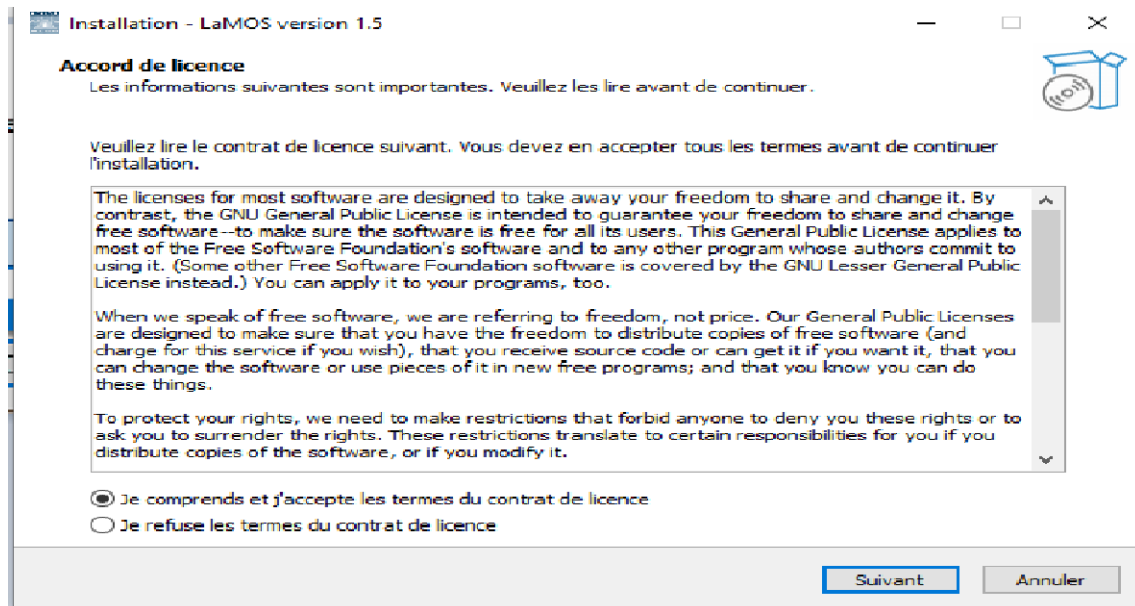 Installation - LaMOS version 1.5
Accord de licence
Les informations suivantes sont importantes. Veuillez les lire avant de continuer.
Veuillez lire le contrat de licence suivant. Vous devez en accepter tous les termes avant de continuer
l'installation.
The licenses for most software are designed to take away your freedom to share and change it. By
contrast, the GNU General Public License is intended to guarantee your freedom to share and change
free software--to make sure the software is free for all its users. This General Public License applies to
most of the Free Software Foundation's software and to any other program whose authors commit to
using it. (Some other Free Software Foundation software is covered by the GNU Lesser General Public
License instead.) You can apply it to your programs, too.
When we speak of free software, we are referring to freedom, not price. Our General Public Licenses
are designed to make sure that you have the freedom to distribute copies of free software (and
charge for this service if you wish), that you receive source code or can get it if you want it, that you
can change the software or use pieces of it in new free programs; and that you know you can do
these things.
To protect your rights, we need to make restrictions that forbid anyone to deny you these rights or to
ask you to surrender the rights. These restrictions translate to certain responsibilities for you if you
distribute copies of the software, or if you modify it.
Je comprends et j'accepte les termes du contrat de licence
Je refuse les termes du contrat de licence
Suivant
Annuler